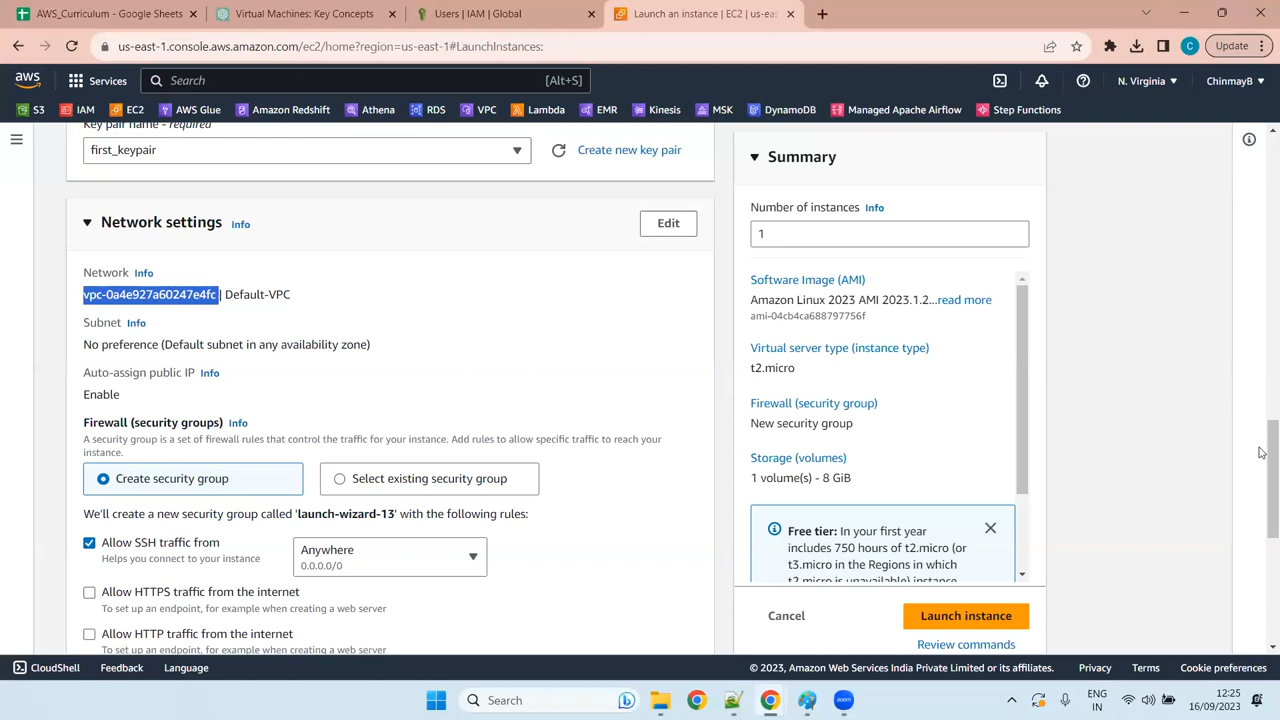 AWS_Curriculum - Google Sheets
Virtual Machines: Key Concepts
Users | IAM | Global
Launch an instance | EC2 | us-eas
us-east-1.console.aws.amazon.com/ec2/home?region=us-east-1#LaunchInstances:
C
Update
aws
Services
Search
[Alt+S]
N. Virginia
ChinmayB
S3
IAM
EC2
AWS Glue
Amazon Redshift
Athena
RDS
VPC
Lambda
EMR
Kinesis
MSK
DynamoDB
Managed Apache Airflow
Step Functions
Key pair name - required
first_keypair
Create new key pair
Network settings Info
Edit
Network Info
vpc-0a4e927a60247e4fc | Default-VPC
Subnet Info
No preference (Default subnet in any availability zone)
Auto-assign public IP Info
Enable
Firewall (security groups) Info
A security group is a set of firewall rules that control the traffic for your instance. Add rules to allow specific traffic to reach your
instance.
Create security group
Select existing security group
We'll create a new security group called 'launch-wizard-13' with the following rules:
Allow SSH traffic from
Helps you connect to your instance
Anywhere
0.0.0.0/0
Allow HTTPS traffic from the internet
To set up an endpoint, for example when creating a web server
Allow HTTP traffic from the internet
To set up an endpoint, for example when creating a web server
Summary
Number of instances Info
1
Software Image (AMI)
Amazon Linux 2023 AMI 2023.1.2...read more
ami-04cb4ca688797756f
Virtual server type (instance type)
t2.micro
Firewall (security group)
New security group
Storage (volumes)
1 volume(s) - 8 GiB
Free tier: In your first year
includes 750 hours of t2.micro (or
t3.micro in the Regions in which
t2.micro is unavailable) instance
Cancel
Launch instance
Review commands
CloudShell
Feedback
Language
© 2023, Amazon Web Services India Private Limited or its affiliates.
Privacy
Terms
Cookie preferences
Search
zoom
ENG
IN
12:25
16/09/2023